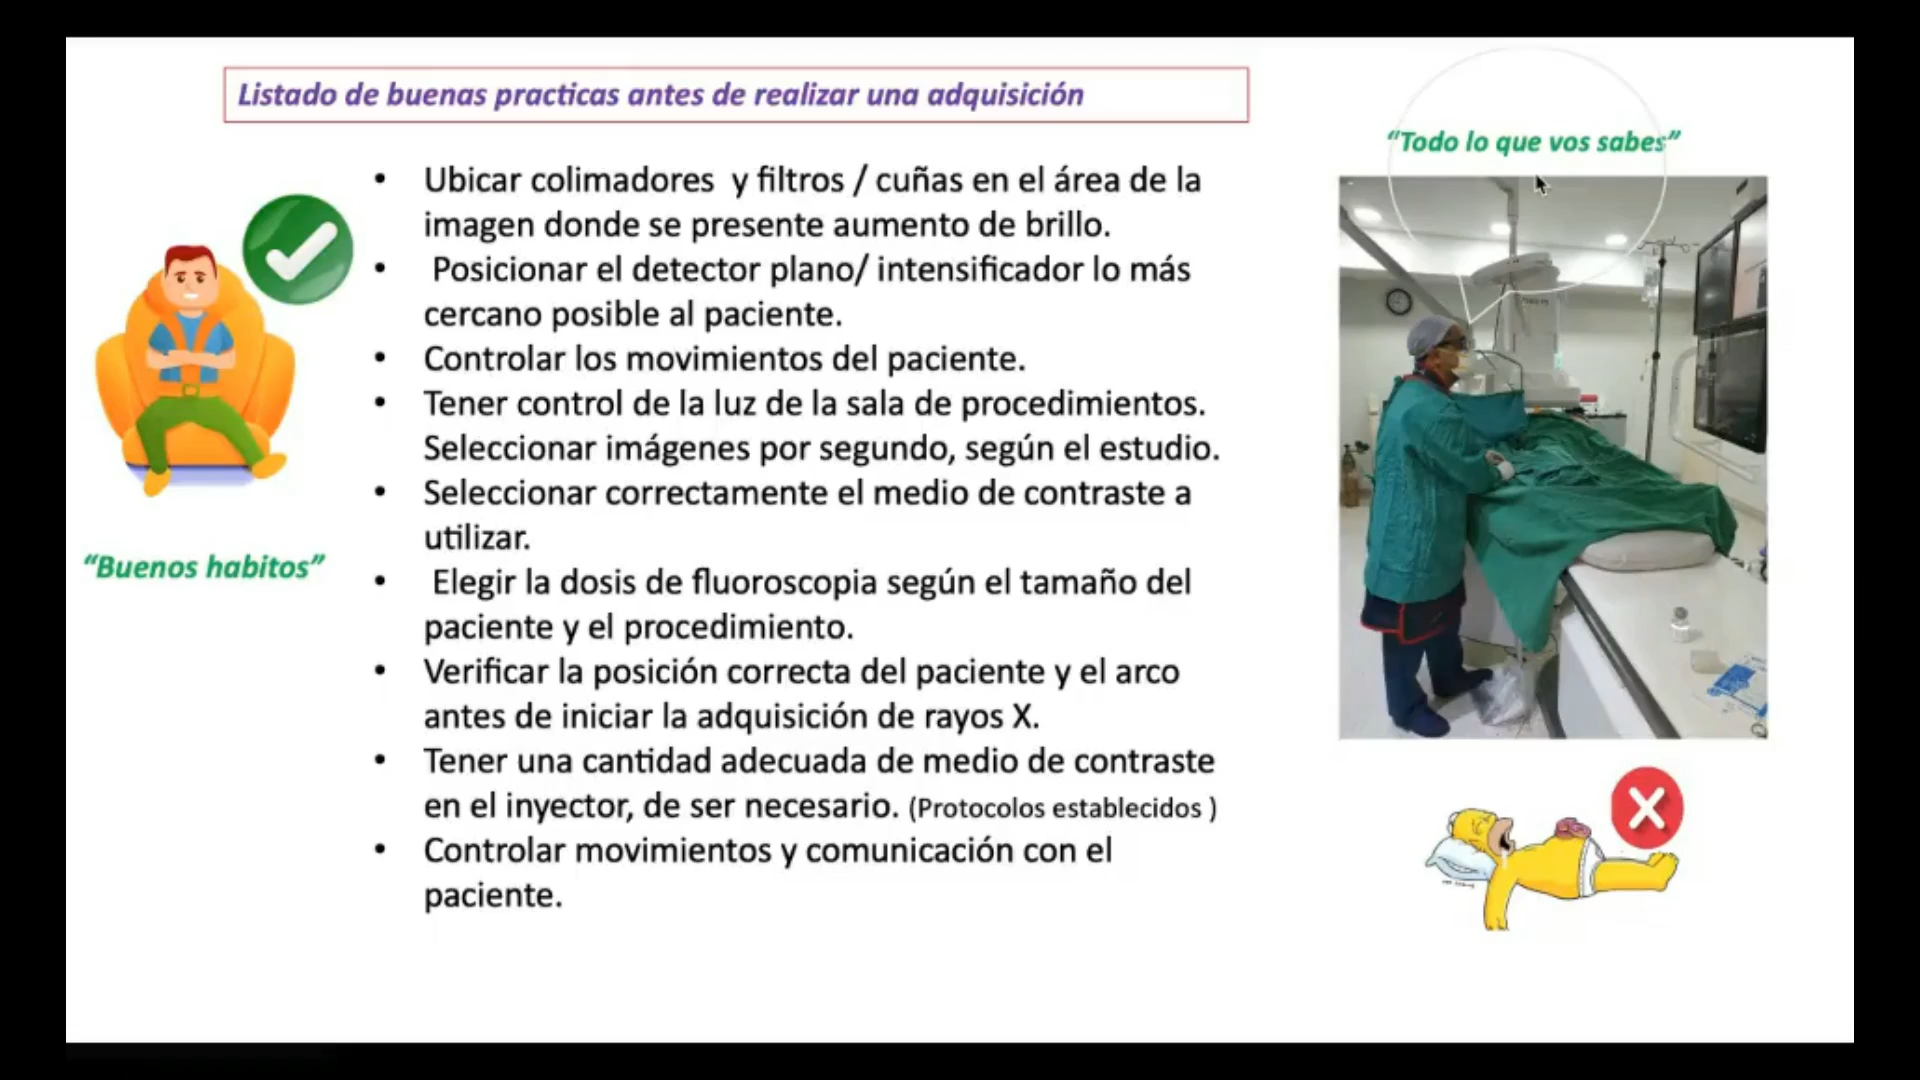 Listado de buenas practicas antes de realizar una adquisición
"Todo lo que vos sabes"
• Ubicar colimadores y filtros / cuñas en el área de la
imagen donde se presente aumento de brillo.
• Posicionar el detector plano/ intensificador lo más
cercano posible al paciente.
• Controlar los movimientos del paciente.
• Tener control de la luz de la sala de procedimientos.
Seleccionar imágenes por segundo, según el estudio.
• Seleccionar correctamente el medio de contraste a
utilizar.
• Elegir la dosis de fluoroscopia según el tamaño del
paciente y el procedimiento.
• Verificar la posición correcta del paciente y el arco
antes de iniciar la adquisición de rayos X.
• Tener una cantidad adecuada de medio de contraste
en el inyector, de ser necesario. (Protocolos establecidos )
• Controlar movimientos y comunicación con el
paciente.
"Buenos habitos"